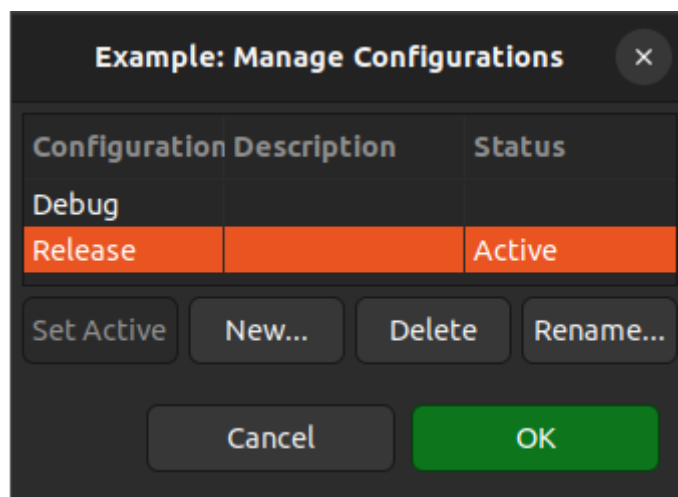 Example: Manage Configurations
Configuration Description Status
Debug
Release Active
Set Active New... Delete Rename...
Cancel OK